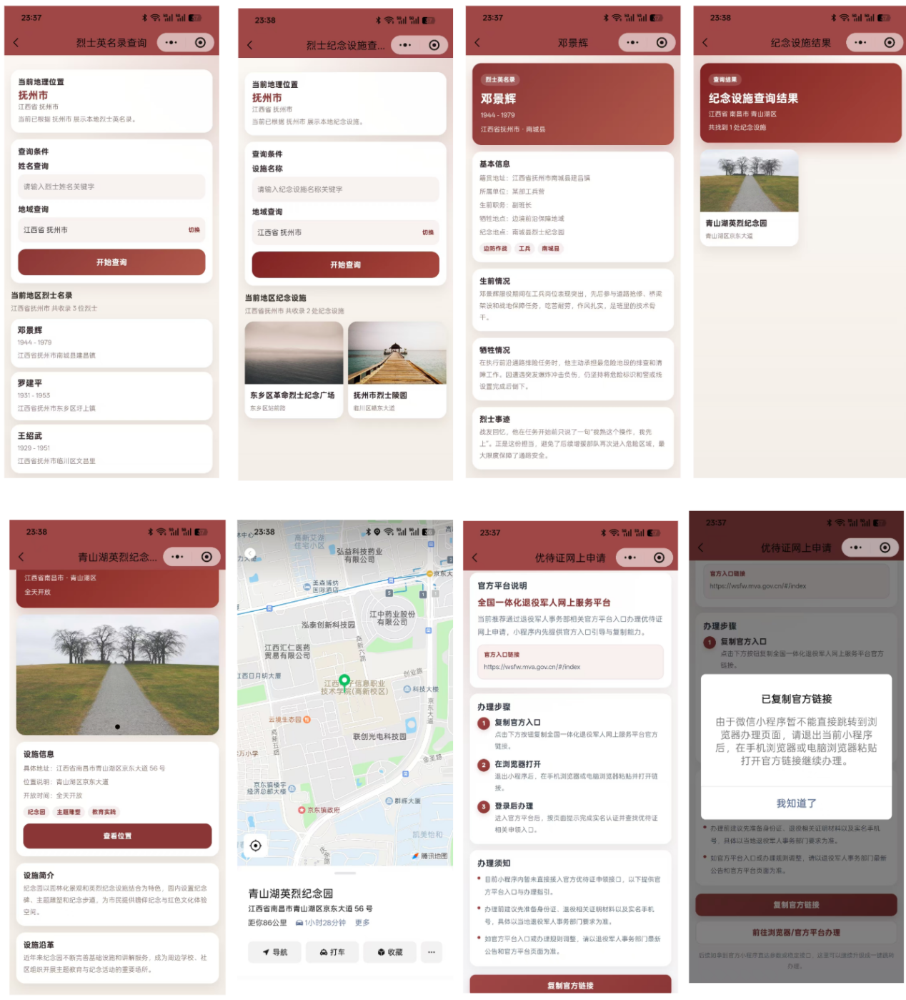 23:37
烈士英名录查询
当前地理位置
抚州市
江西省 抚州市
当前已根据 抚州市 展示本地烈士英名录。
查询条件
姓名查询
请输入烈士姓名关键字
地域查询
江西省 抚州市
切换
开始查询
当前地区烈士名录
江西省抚州市 共收录 3 位烈士
邓景辉
1944 - 1979
江西省抚州市南城县建昌镇
罗建平
1931 - 1953
江西省抚州市东乡区圩上镇
王绍武
1929 - 1951
江西省抚州市临川区文昌里
23:38
烈士纪念设施查...
当前地理位置
抚州市
江西省 抚州市
当前已根据 抚州市 展示本地纪念设施。
查询条件
设施名称
请输入纪念设施名称关键字
地域查询
江西省 抚州市
切换
开始查询
当前地区纪念设施
江西省抚州市 共收录 2 处纪念设施
东乡区革命烈士纪念广场
东乡区站前路
抚州市烈士陵园
临川区赣东大道
23:37
邓景辉
烈士英名录
邓景辉
1944 - 1979
江西省抚州市 · 南城县
基本信息
籍贯地址：江西省抚州市南城县建昌镇
所属单位：某部工兵营
生前职务：副班长
牺牲地点：边境前沿保障地域
纪念地点：南城县烈士纪念园
边防作战
工兵
南城县
生前情况
邓景辉服役期间在工兵岗位表现突出，先后参与道路抢修、桥梁
架设和战地保障任务，吃苦耐劳，作风扎实，是班里的技术骨
干。
牺牲情况
在执行前沿通路排险任务时，他主动承担最危险地段的排查和清
障工作。因遭遇突发爆炸冲击负伤，仍坚持将危险标识和警戒线
设置完成后倒下。
烈士事迹
战友回忆，他在任务开始前只说了一句“我熟这个操作，我先
上”。正是这份担当，避免了后续增援部队再次进入危险区域，最
大限度保障了通路安全。
23:38
纪念设施结果
查询结果
纪念设施查询结果
江西省 南昌市 青山湖区
共找到 1 处纪念设施
青山湖英烈纪念园
青山湖区京东大道
23:38
青山湖英烈纪念...
江西省南昌市 · 青山湖区
全天开放
设施信息
具体地址：江西省南昌市青山湖区京东大道 56 号
位置说明：青山湖区京东大道
开放时间：全天开放
纪念园
主题雕塑
教育实践
查看位置
设施简介
纪念园以园林化景观和英烈纪念设施结合为特色，园内设置纪念
碑、主题雕塑和纪念步道，为市民提供瞻仰纪念与红色文化体验
空间。
设施沿革
近年来纪念园不断完善基础设施和讲解服务，成为周边学校、社
区组织开展主题教育与纪念活动的重要场所。
23:38
高新艾湖
住宅小区
弘益科技药业
有限公司
京东大
美森博纳
国际酒店
5
1
1
江中药业股份
有限公司
泓泰创新科技园
高新六路
江西汇仁医药
贸易有限公司
江西日月明大厦
创业路
江西电子信息职业
技术学院(高新校区)
科技大楼
京东大道
云境生态园
高新五路
联创光电科技园
万小学
金圣路
京东镇楼宇
经济总部大楼
群辉大厦
京东镇政府
凯美怡和
腾讯地图
青山湖英烈纪念园
江西省南昌市青山湖区京东大道 56 号
距你86公里
1小时28分钟
更多
导航
打车
收藏
...
23:37
优待证网上申请
官方平台说明
全国一体化退役军人网上服务平台
当前推荐通过退役军人事务部相关官方平台入口办理优待证
网上申请，小程序内先提供官方入口引导与复制能力。
官方入口链接
https://wsfw.mva.gov.cn/#/index
办理步骤
1 复制官方入口
点击下方按钮复制全国一体化退役军人网上服务平台官方
链接。
2 在浏览器打开
退出小程序后，在手机浏览器或电脑浏览器粘贴并打开链
接。
3 登录后办理
进入官方平台后，按页面提示完成实名认证并查找优待证
相关申领入口。
办理须知
目前小程序内暂未直接接入官方优待证申领接口，以下提供官
方平台入口与办理指引。
办理前建议先准备身份证、退役相关证明材料以及实名手机
号，具体以当地退役军人事务部门要求为准。
如官方平台入口或办理规则调整，请以退役军人事务部门最新
公告和官方平台页面为准。
复制官方链接
23:37
优待证网上申请
官方入口链接
https://wsfw.mva.gov.cn/#/index
办理步骤
1 复制官方入口
点击下方按钮复制全国一体化退役军人网上服务平台官方
链接。
已复制官方链接
由于微信小程序暂不能直接跳转到浏
览器办理页面，请退出当前小程序
后，在手机浏览器或电脑浏览器粘贴
打开官方链接继续办理。
我知道了
办理前建议先准备身份证、退役相关证明材料以及实名手机
号，具体以当地退役军人事务部门要求为准。
如官方平台入口或办理规则调整，请以退役军人事务部门最新
公告和官方平台页面为准。
复制官方链接
前往浏览器/官方平台办理
办理。